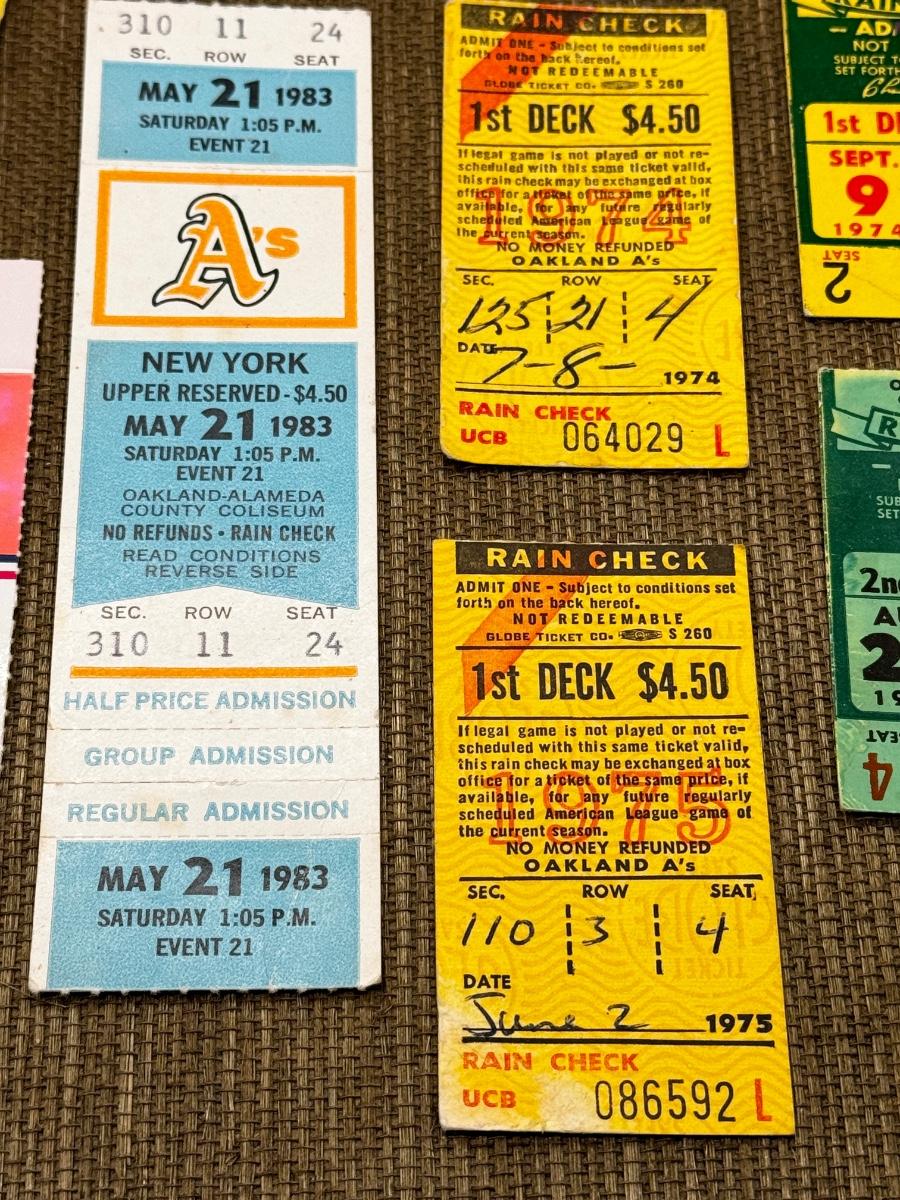 310 11 24
SEC. ROW SEAT
MAY 21 1983
SATURDAY 1:05 P.M.
EVENT 21
A's
NEW YORK
UPPER RESERVED - $4.50
MAY 21 1983
SATURDAY 1:05 P.M.
EVENT 21
OAKLAND-ALAMEDA
COUNTY COLISEUM
NO REFUNDS • RAIN CHECK
READ CONDITIONS
REVERSE SIDE
SEC. ROW SEAT
310 11 24
HALF PRICE ADMISSION
GROUP ADMISSION
REGULAR ADMISSION
MAY 21 1983
SATURDAY 1:05 P.M.
EVENT 21
RAIN CHECK
ADMIT ONE - Subject to conditions set
forth on the back hereof.
NOT REDEEMABLE
GLOBE TICKET CO. S 260
1st DECK $4.50
If legal game is not played or not re-
scheduled with this same ticket valid,
this rain check may be exchanged at box
office for a ticket of the same price, if
available, for any future regularly
scheduled American League game of
the current season.
1974
NO MONEY REFUNDED
OAKLAND A's
SEC. ROW SEAT
125 21 4
DATE
7-8- 1974
RAIN CHECK
UCB 064029 L
RAIN CHECK
ADMIT ONE - Subject to conditions set
forth on the back hereof.
NOT REDEEMABLE
GLOBE TICKET CO. S 260
1st DECK $4.50
If legal game is not played or not re-
scheduled with this same ticket valid,
this rain check may be exchanged at box
office for a ticket of the same price, if
available, for any future regularly
scheduled American League game of
the current season.
1975
NO MONEY REFUNDED
OAKLAND A's
SEC. ROW SEAT
110 3 4
DATE
June 2 1975
RAIN CHECK
UCB 086592 L
NOT
SUBJECT
SET FORTH
1st
SEPT.
9
1974
SEAT
2
2nd
2
4